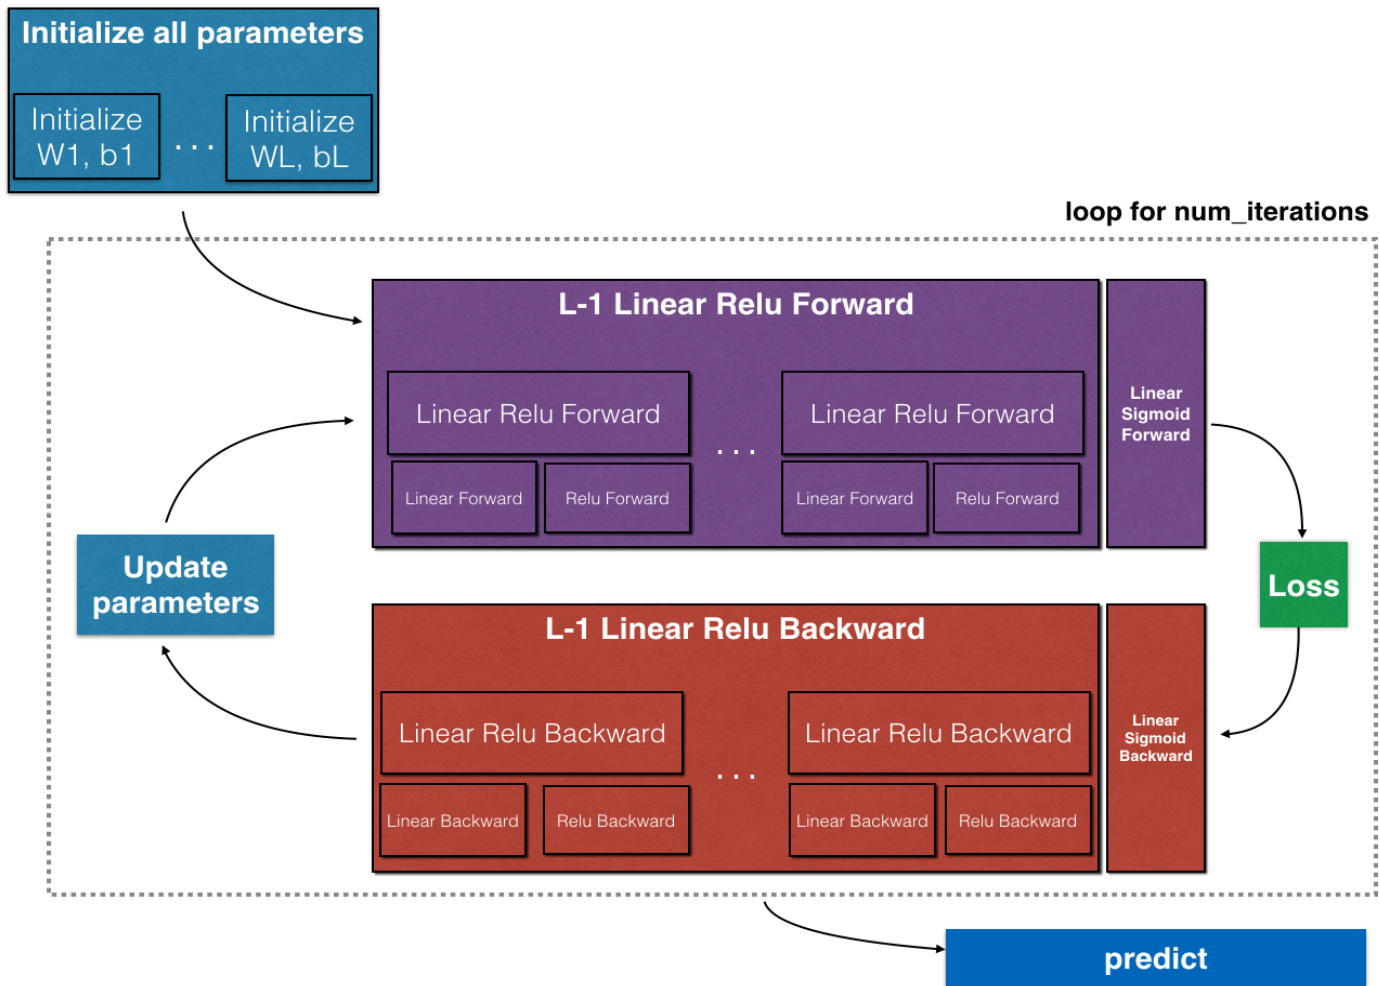 Initialize all parameters
Initialize
W1, b1
. . .
Initialize
WL, bL
loop for num_iterations
L-1 Linear Relu Forward
Linear Relu Forward
. . .
Linear Relu Forward
Linear Forward
Relu Forward
Linear Forward
Relu Forward
Linear
Sigmoid
Forward
Update
parameters
Loss
L-1 Linear Relu Backward
Linear Relu Backward
. . .
Linear Relu Backward
Linear Backward
Relu Backward
Linear Backward
Relu Backward
Linear
Sigmoid
Backward
predict